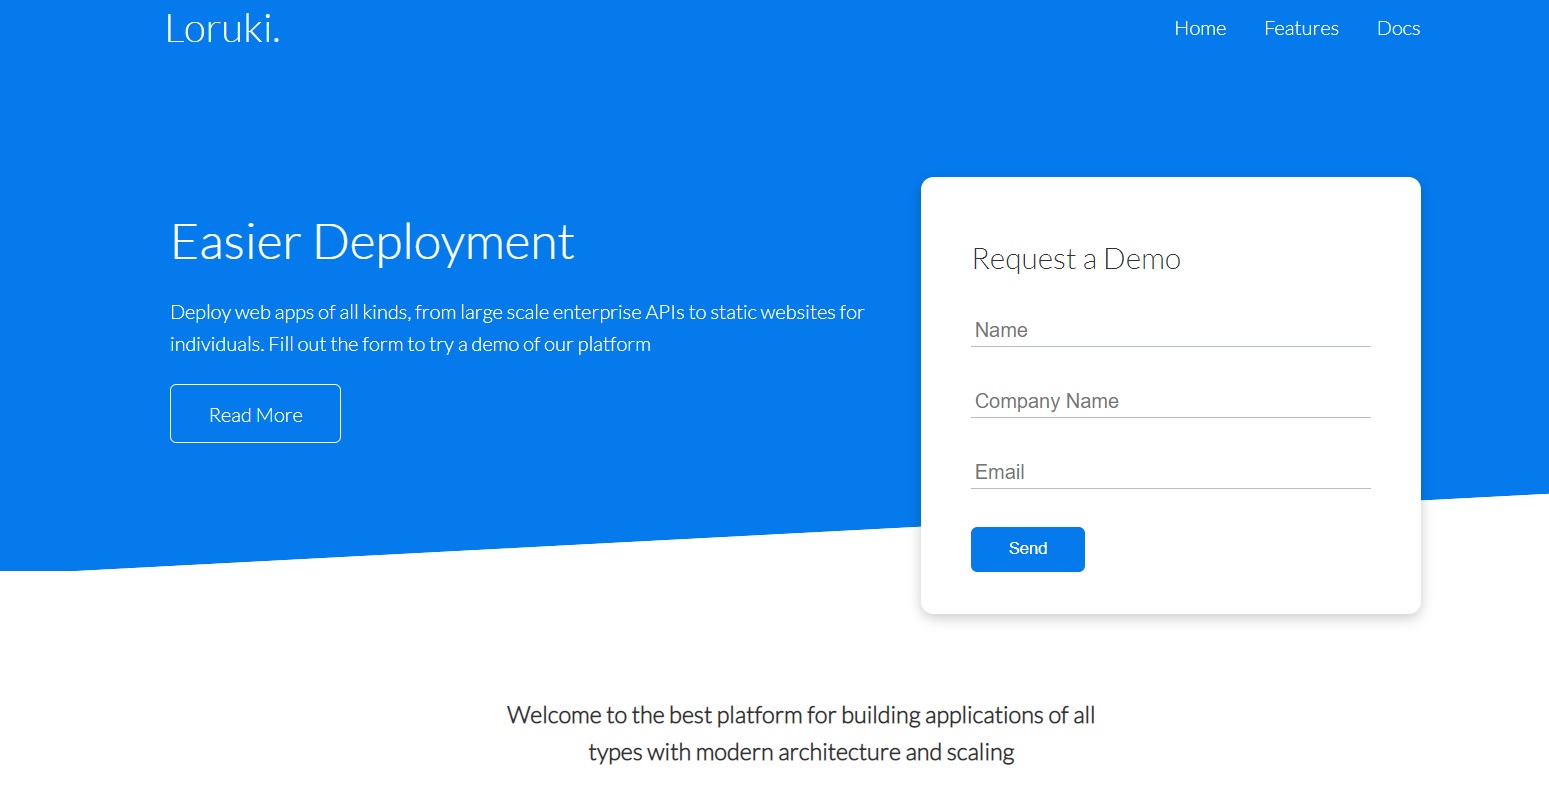 Loruki.
Home Features Docs
Easier Deployment
Deploy web apps of all kinds, from large scale enterprise APIs to static websites for
individuals. Fill out the form to try a demo of our platform
Read More
Request a Demo
Name
Company Name
Email
Send
Welcome to the best platform for building applications of all
types with modern architecture and scaling